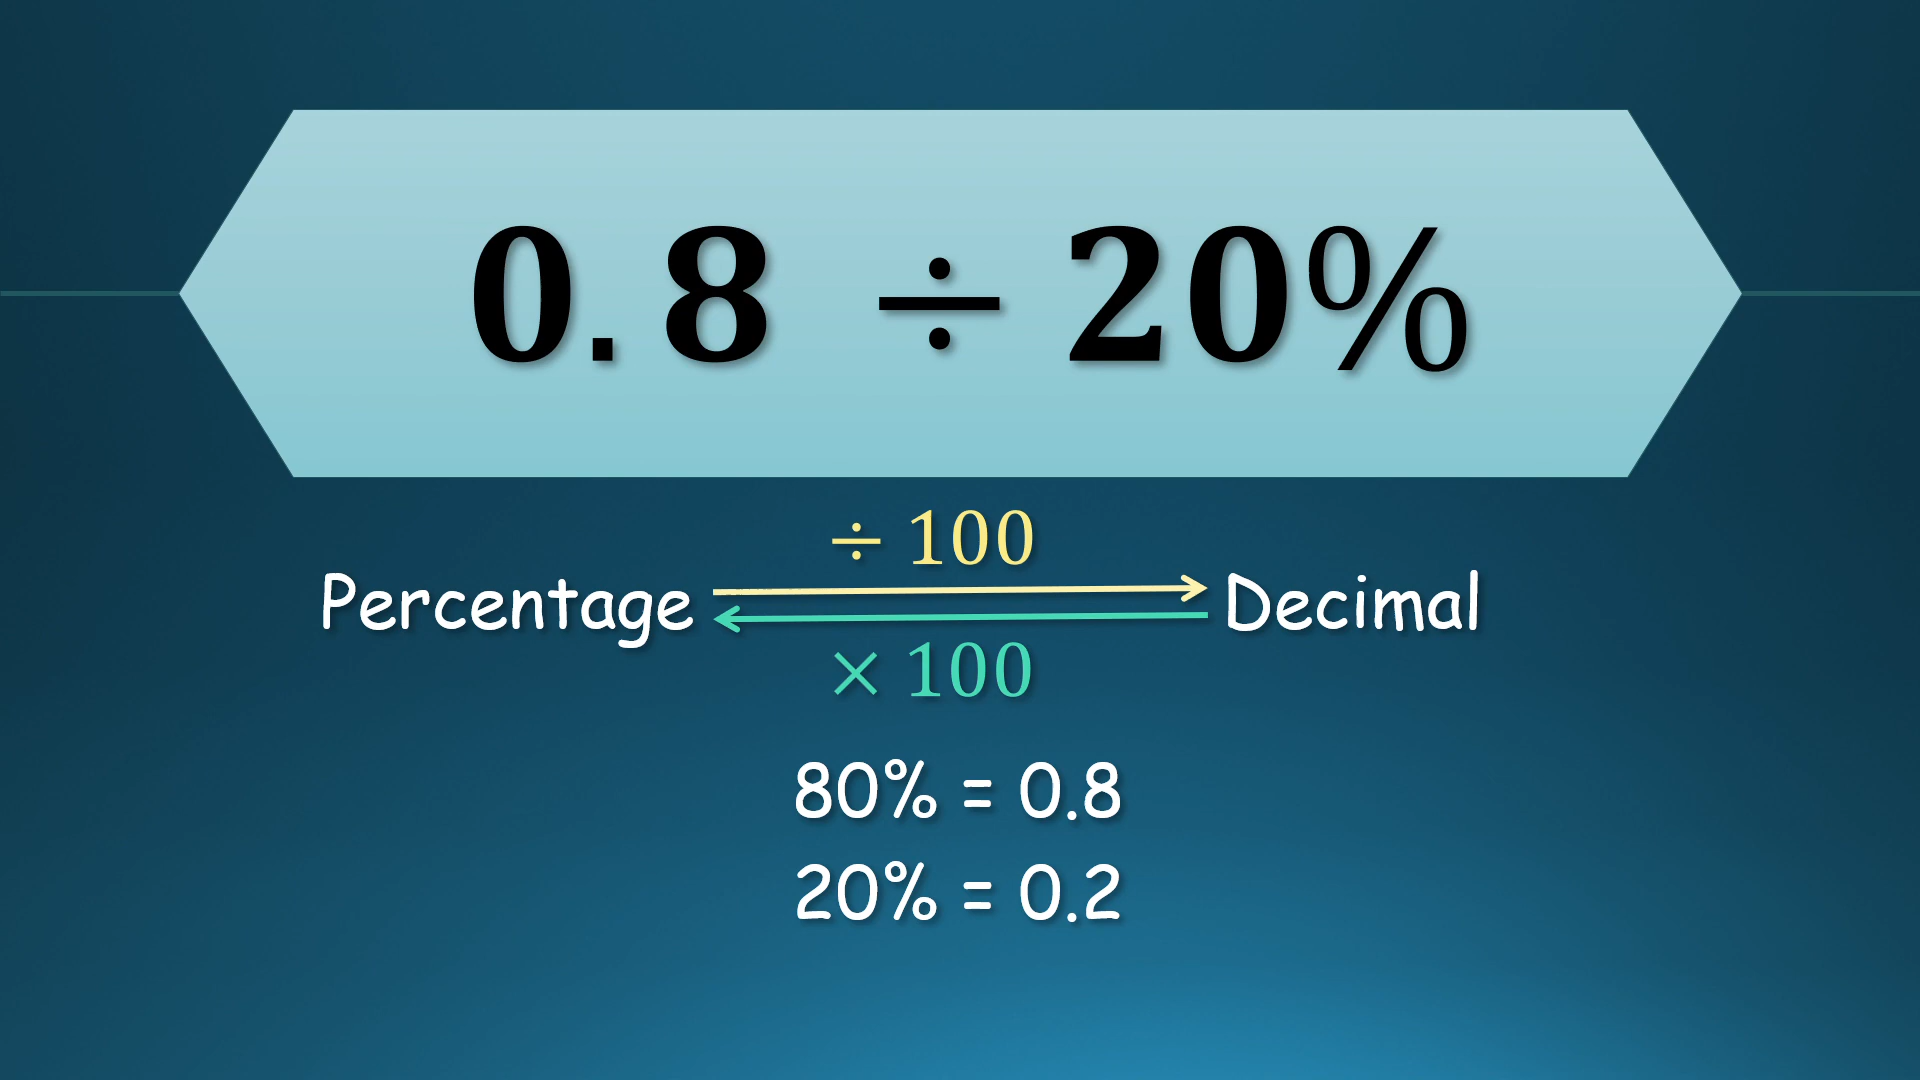 0.8 ÷ 20%
÷ 100
Percentage Decimal
× 100
80% = 0.8
20% = 0.2